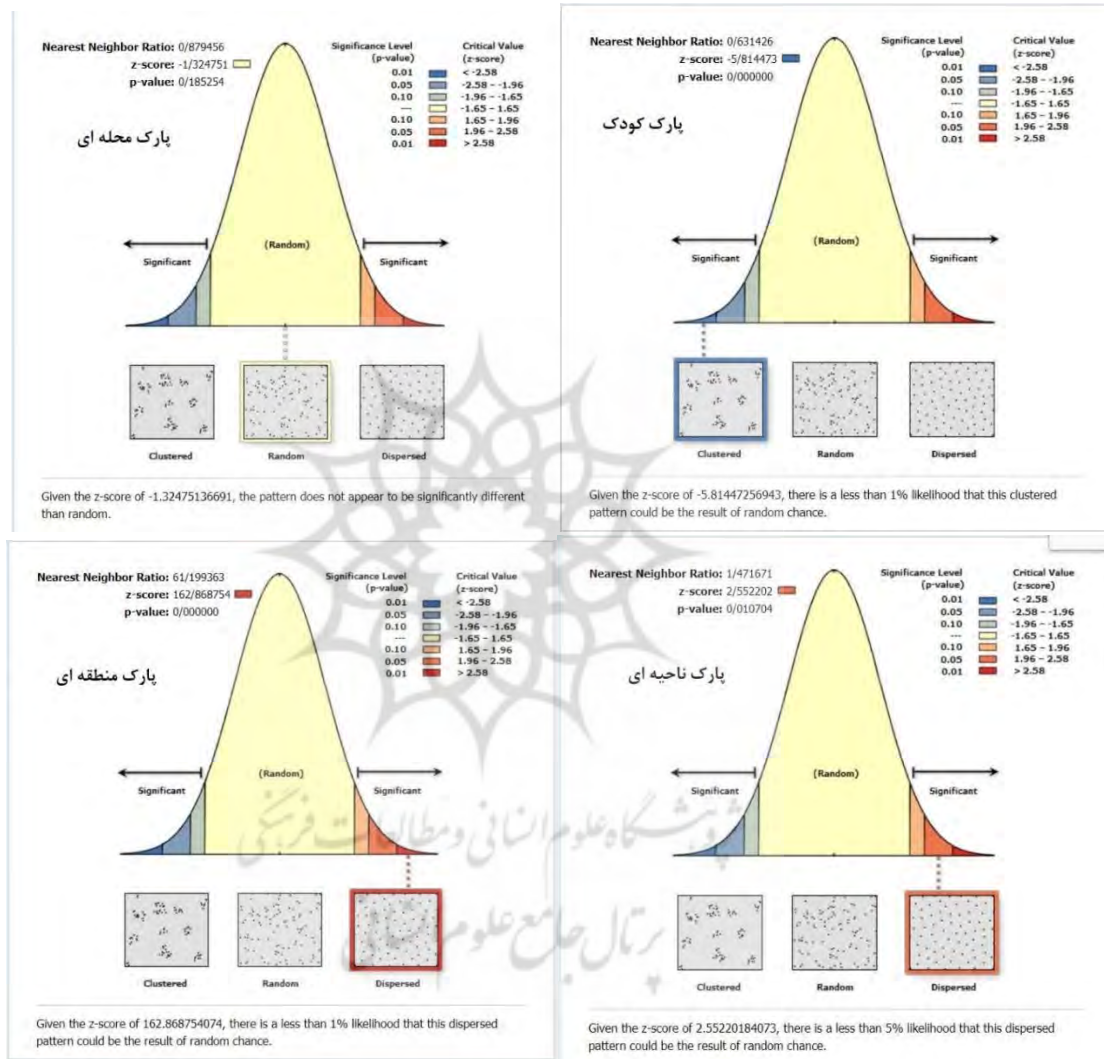 Nearest Neighbor Ratio: 0/879456
z-score: -1/324751
p-value: 0/185254
پارک محله ای
Significance Level (p-value) Critical Value (z-score)
0.01 < -2.58
0.05 -2.58 – -1.96
0.10 -1.96 – -1.65
--- -1.65 – 1.65
0.10 1.65 – 1.96
0.05 1.96 – 2.58
0.01 > 2.58
(Random)
Significant Significant
Clustered Random Dispersed
Given the z-score of -1.32475136691, the pattern does not appear to be significantly different
than random.
Nearest Neighbor Ratio: 0/631426
z-score: -5/814473
p-value: 0/000000
پارک کودک
Significance Level (p-value) Critical Value (z-score)
0.01 < -2.58
0.05 -2.58 – -1.96
0.10 -1.96 – -1.65
--- -1.65 – 1.65
0.10 1.65 – 1.96
0.05 1.96 – 2.58
0.01 > 2.58
(Random)
Significant Significant
Clustered Random Dispersed
Given the z-score of -5.81447256943, there is a less than 1% likelihood that this clustered
pattern could be the result of random chance.
Nearest Neighbor Ratio: 61/199363
z-score: 162/868754
p-value: 0/000000
پارک منطقه ای
Significance Level (p-value) Critical Value (z-score)
0.01 < -2.58
0.05 -2.58 – -1.96
0.10 -1.96 – -1.65
--- -1.65 – 1.65
0.10 1.65 – 1.96
0.05 1.96 – 2.58
0.01 > 2.58
(Random)
Significant Significant
Clustered Random Dispersed
Given the z-score of 162.868754074, there is a less than 1% likelihood that this dispersed
pattern could be the result of random chance.
Nearest Neighbor Ratio: 1/471671
z-score: 2/552202
p-value: 0/010704
پارک ناحیه ای
Significance Level (p-value) Critical Value (z-score)
0.01 < -2.58
0.05 -2.58 – -1.96
0.10 -1.96 – -1.65
--- -1.65 – 1.65
0.10 1.65 – 1.96
0.05 1.96 – 2.58
0.01 > 2.58
(Random)
Significant Significant
Clustered Random Dispersed
Given the z-score of 2.55220184073, there is a less than 5% likelihood that this dispersed
pattern could be the result of random chance.
پژوهشگاه علوم انسانی و مطالعات فرهنگی
پرتال جامع علوم انسانی